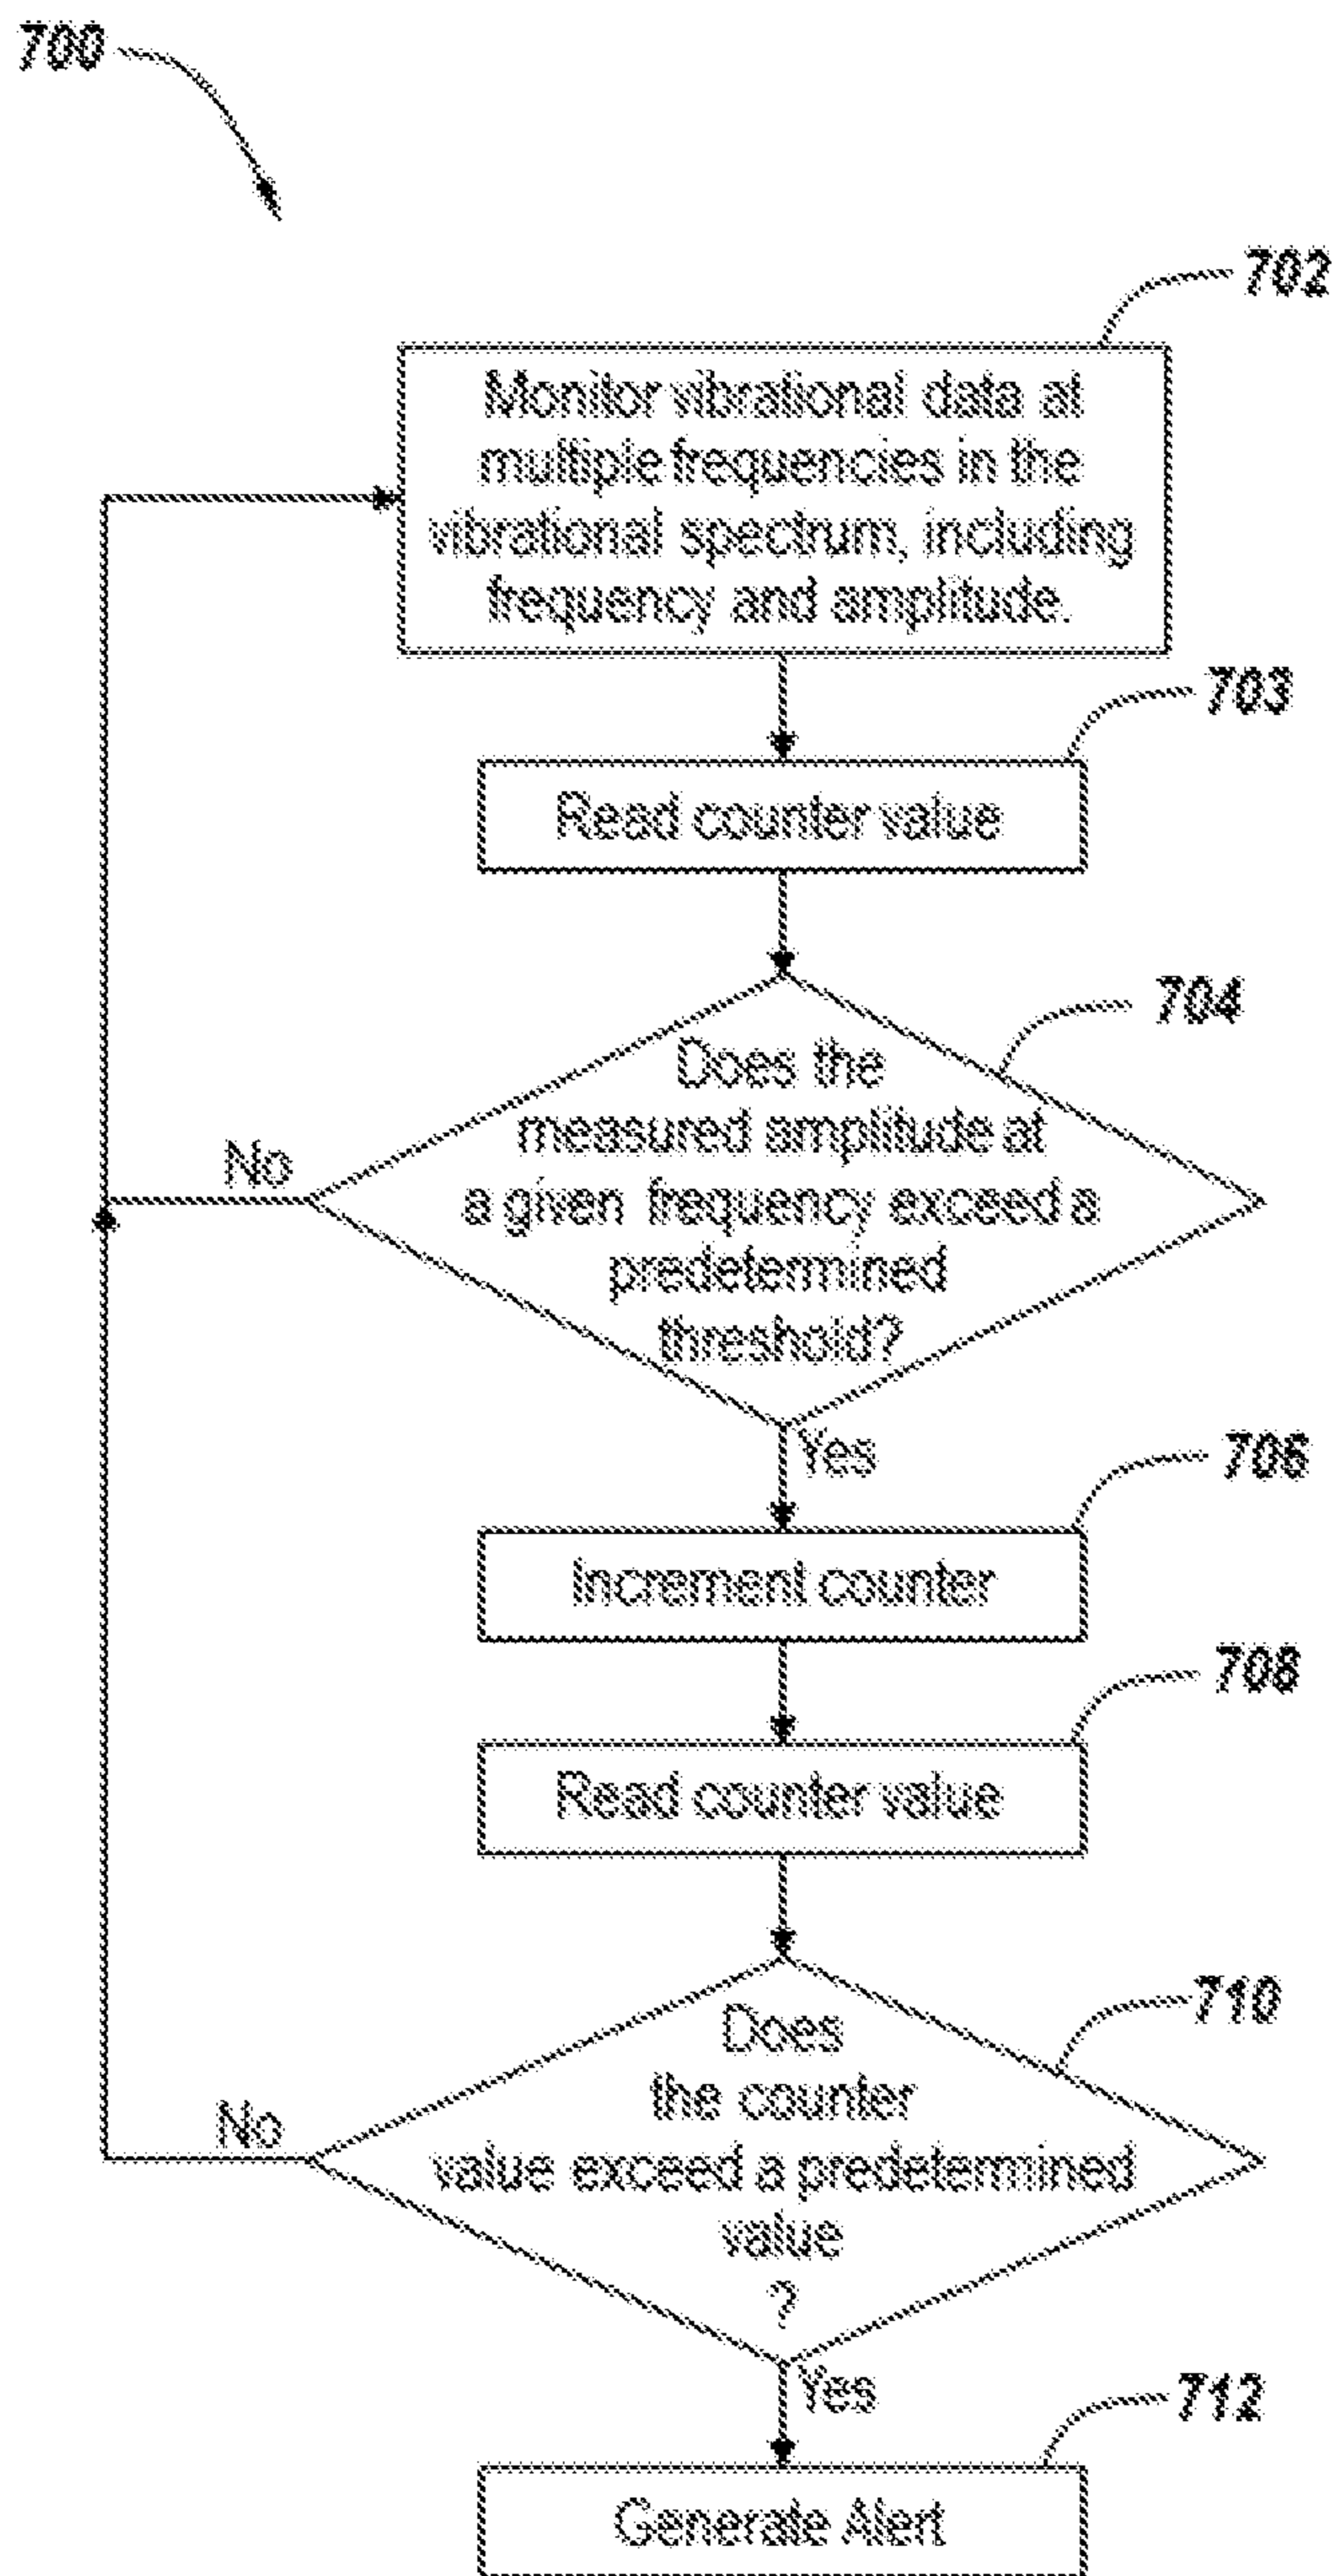 700
702
Monitor vibrational data at
multiple frequencies in the
vibrational spectrum, including
frequency and amplitude.
703
Read counter value
704
Does the
measured amplitude at
a given frequency exceed a
predetermined
threshold?
No
Yes
706
Increment counter
708
Read counter value
710
Does
the counter
value exceed a predetermined
value
?
No
Yes
712
Generate Alert